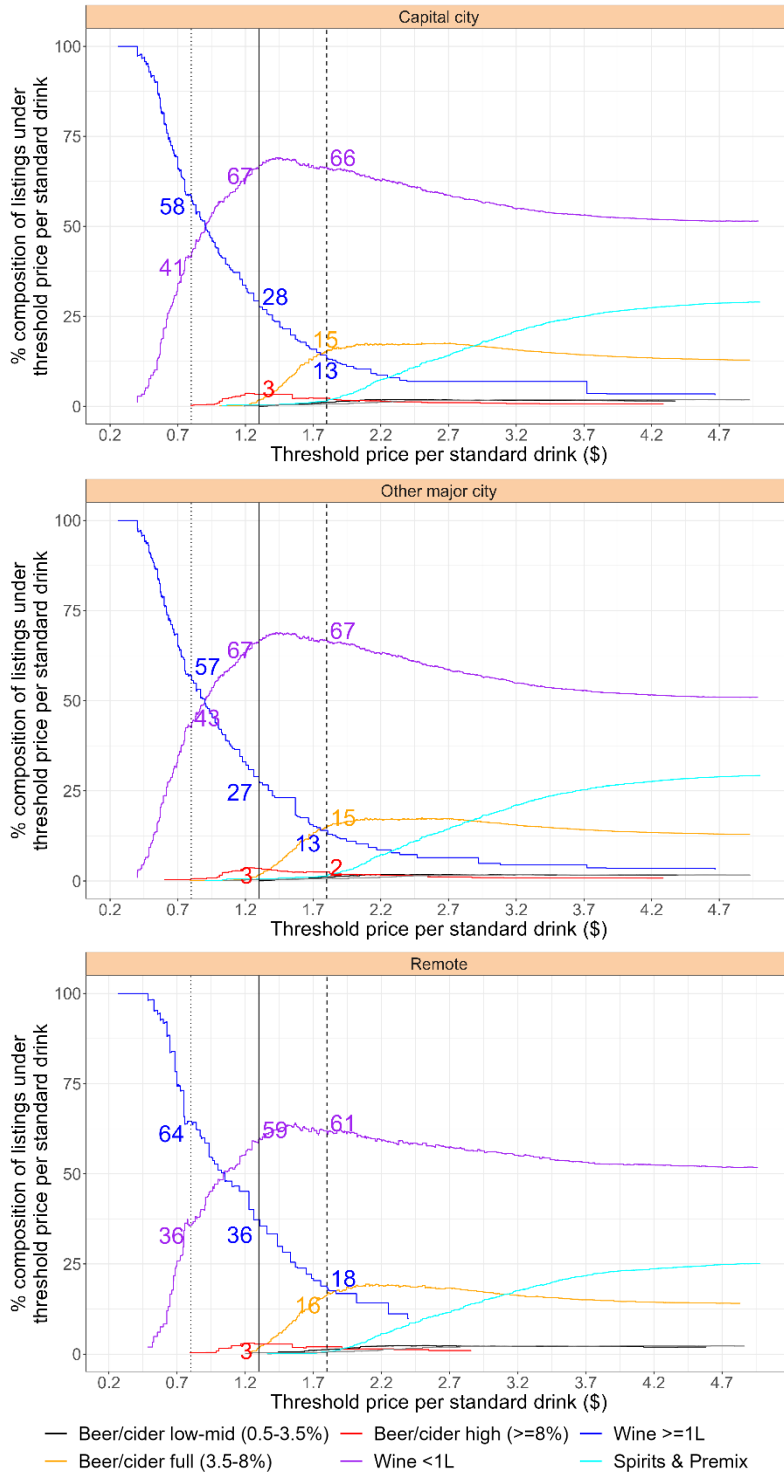 Capital city
% composition of listings under
threshold price per standard drink
100
75
50
25
0
67
66
58
41
28
15
13
3
0.2 0.7 1.2 1.7 2.2 2.7 3.2 3.7 4.2 4.7
Threshold price per standard drink ($)
Other major city
% composition of listings under
threshold price per standard drink
100
75
50
25
0
67
67
57
43
27
15
13
3
2
0.2 0.7 1.2 1.7 2.2 2.7 3.2 3.7 4.2 4.7
Threshold price per standard drink ($)
Remote
% composition of listings under
threshold price per standard drink
100
75
50
25
0
64
59
61
36
36
18
16
3
0.2 0.7 1.2 1.7 2.2 2.7 3.2 3.7 4.2 4.7
Threshold price per standard drink ($)
Beer/cider low-mid (0.5-3.5%) Beer/cider high (>=8%) Wine >=1L
Beer/cider full (3.5-8%) Wine <1L Spirits & Premix